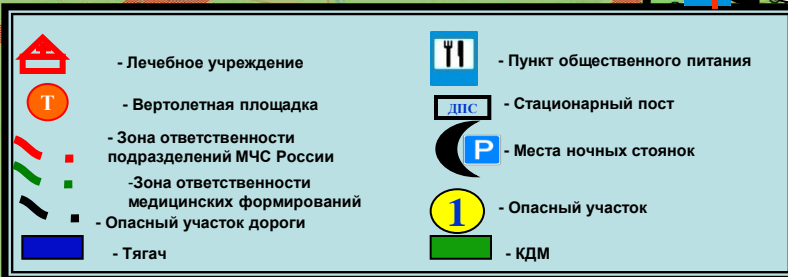 - Лечебное учреждение
Т
- Вертолетная площадка
- Зона ответственности
подразделений МЧС России
-Зона ответственности
медицинских формирований
- Опасный участок дороги
- Тягач
- Пункт общественного питания
ДПС
- Стационарный пост
P
- Места ночных стоянок
1
- Опасный участок
- КДМ